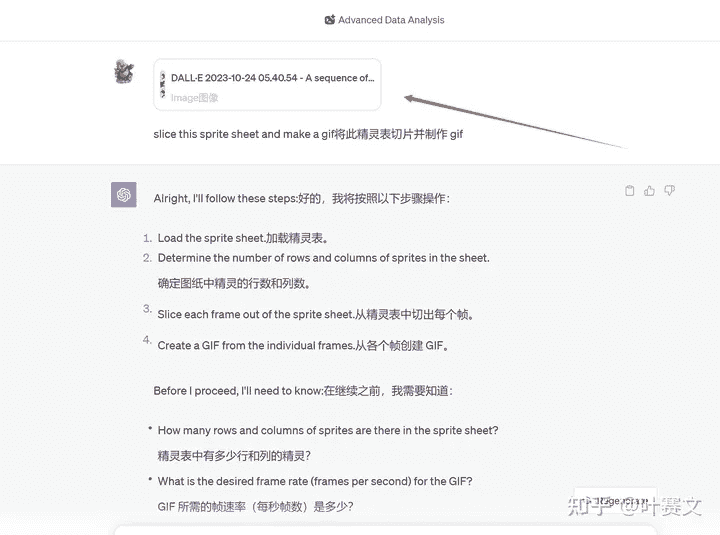 Advanced Data Analysis
DALL·E 2023-10-24 05.40.54 - A sequence of...
Image图像
slice this sprite sheet and make a gif将此精灵表切片并制作 gif
Alright, I'll follow these steps:好的，我将按照以下步骤操作：
1. Load the sprite sheet.加载精灵表。
2. Determine the number of rows and columns of sprites in the sheet.
确定图纸中精灵的行数和列数。
3. Slice each frame out of the sprite sheet.从精灵表中切出每个帧。
4. Create a GIF from the individual frames.从各个帧创建 GIF。
Before I proceed, I'll need to know:在继续之前，我需要知道：
• How many rows and columns of sprites are there in the sprite sheet?
精灵表中有多少行和列的精灵？
• What is the desired frame rate (frames per second) for the GIF?
GIF 所需的帧速率（每秒帧数）是多少？
知乎 @叶赛文